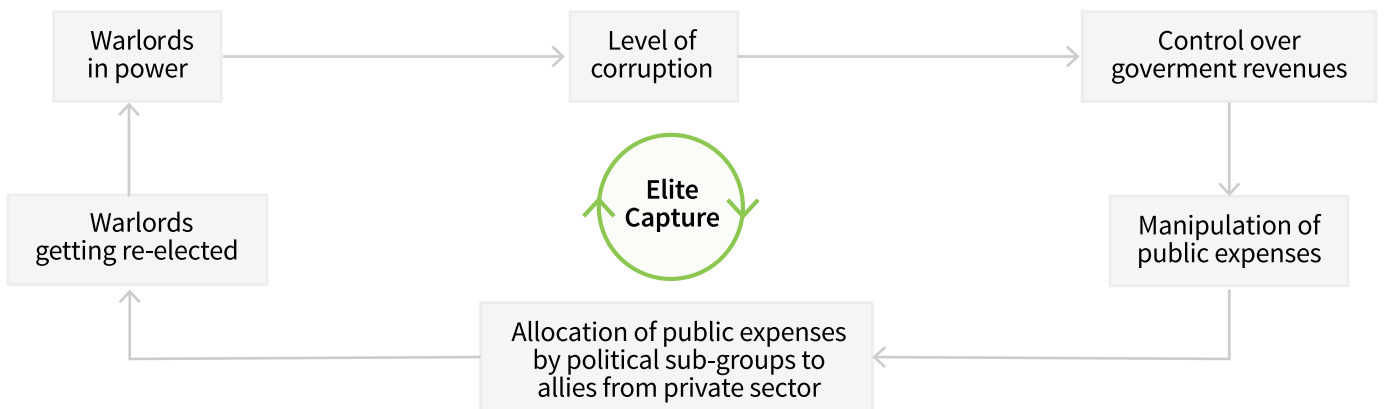 Warlords
in power
Level of
corruption
Control over
goverment revenues
Elite
Capture
Warlords
getting re-elected
Manipulation of
public expenses
Allocation of public expenses
by political sub-groups to
allies from private sector